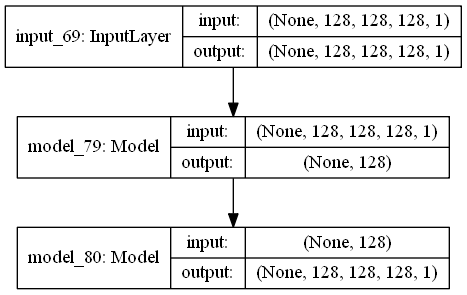 input_69: InputLayer
input: (None, 128, 128, 128, 1)
output: (None, 128, 128, 128, 1)
model_79: Model
input: (None, 128, 128, 128, 1)
output: (None, 128)
model_80: Model
input: (None, 128)
output: (None, 128, 128, 128, 1)